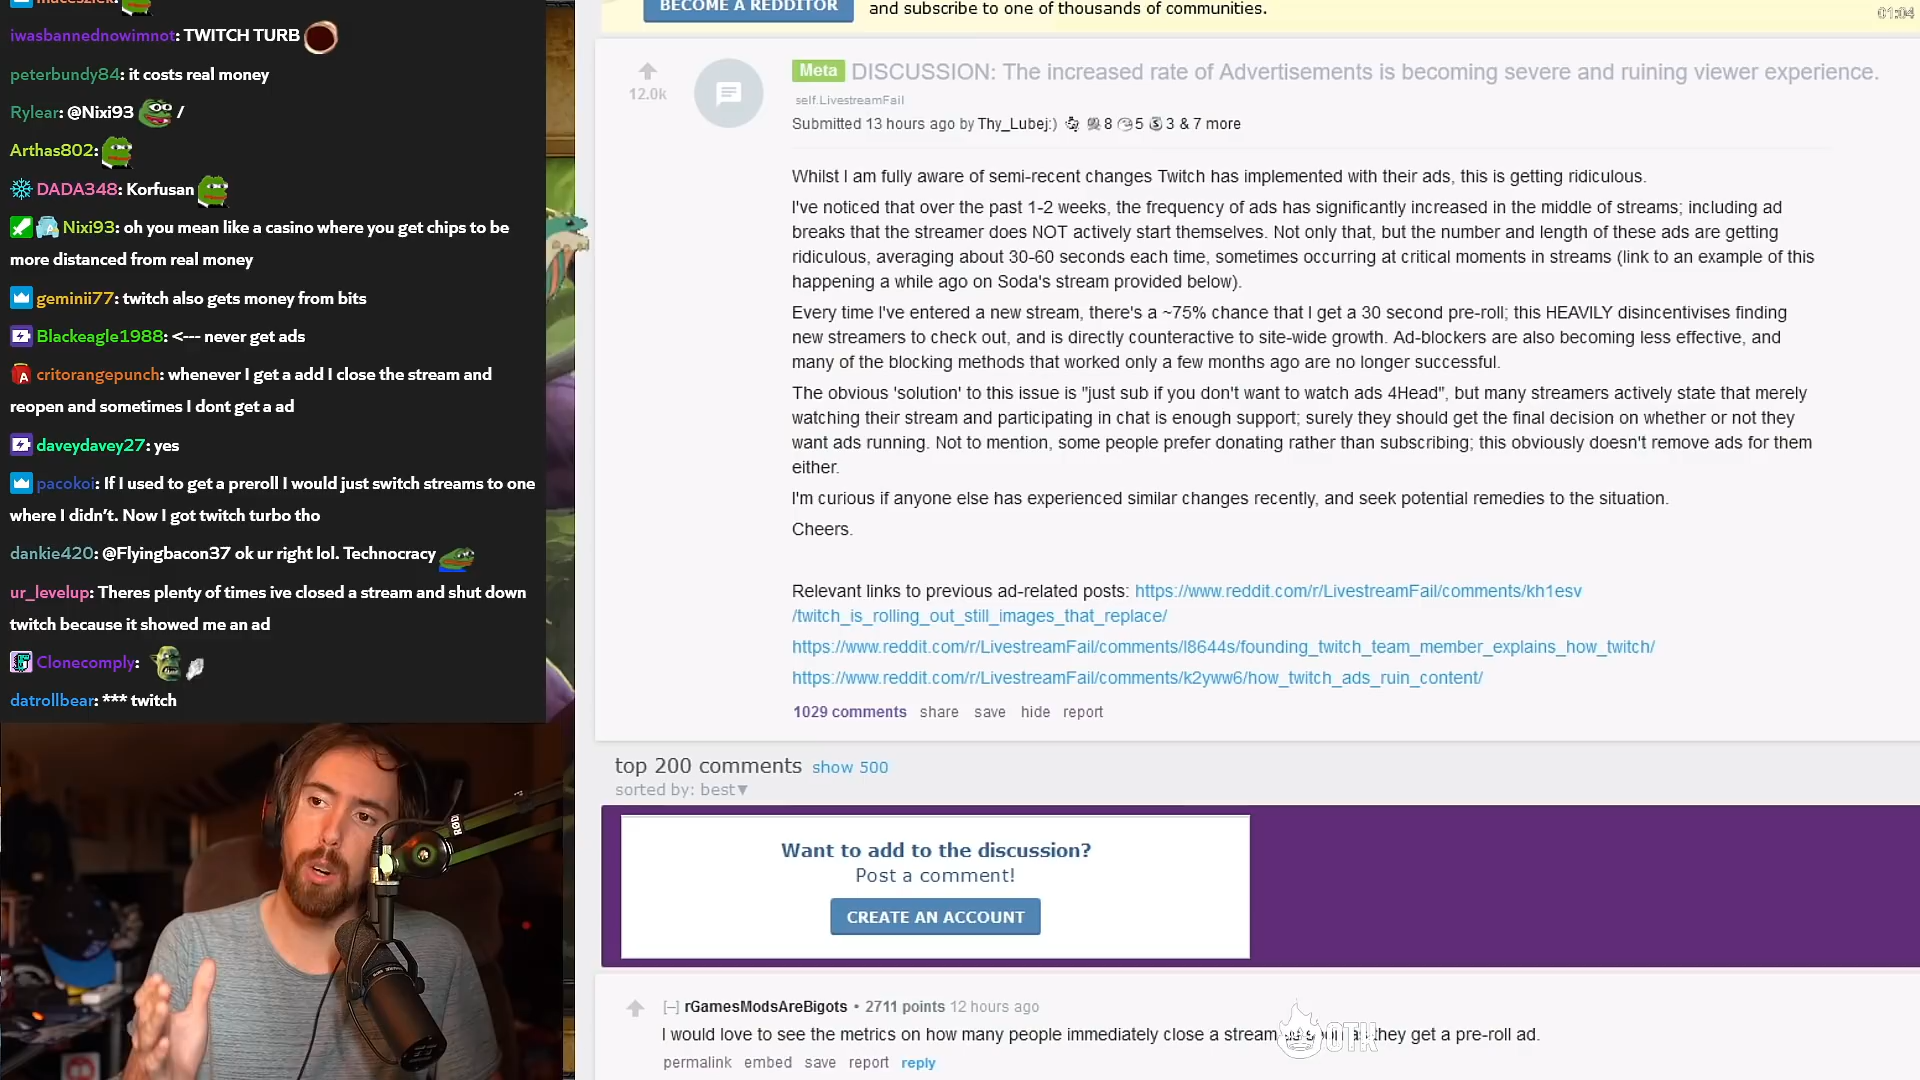 iwasbannednowimnot: TWITCH TURB
peterbundy84: it costs real money
Rylear: @Nixi93 /
Arthas802:
DADA348: Korfusan
Nixi93: oh you mean like a casino where you get chips to be
more distanced from real money
geminii77: twitch also gets money from bits
Blackeagle1988: <--- never get ads
critorangepunch: whenever I get a add I close the stream and
reopen and sometimes I dont get a ad
daveydavey27: yes
pacokoi: If I used to get a preroll I would just switch streams to one
where I didn't. Now I got twitch turbo tho
dankie420: @Flyingbacon37 ok ur right lol. Technocracy
ur_levelup: Theres plenty of times ive closed a stream and shut down
twitch because it showed me an ad
Clonecomply:
datrollbear: *** twitch
BECOME A REDDITOR
and subscribe to one of thousands of communities.
01:04
12.0k
Meta DISCUSSION: The increased rate of Advertisements is becoming severe and ruining viewer experience.
self.LivestreamFail
Submitted 13 hours ago by Thy_Lubej:) 8 5 3 & 7 more
Whilst I am fully aware of semi-recent changes Twitch has implemented with their ads, this is getting ridiculous.
I've noticed that over the past 1-2 weeks, the frequency of ads has significantly increased in the middle of streams; including ad
breaks that the streamer does NOT actively start themselves. Not only that, but the number and length of these ads are getting
ridiculous, averaging about 30-60 seconds each time, sometimes occurring at critical moments in streams (link to an example of this
happening a while ago on Soda's stream provided below).
Every time I've entered a new stream, there's a ~75% chance that I get a 30 second pre-roll; this HEAVILY disincentivises finding
new streamers to check out, and is directly counteractive to site-wide growth. Ad-blockers are also becoming less effective, and
many of the blocking methods that worked only a few months ago are no longer successful.
The obvious 'solution' to this issue is "just sub if you don't want to watch ads 4Head", but many streamers actively state that merely
watching their stream and participating in chat is enough support; surely they should get the final decision on whether or not they
want ads running. Not to mention, some people prefer donating rather than subscribing; this obviously doesn't remove ads for them
either.
I'm curious if anyone else has experienced similar changes recently, and seek potential remedies to the situation.
Cheers.
Relevant links to previous ad-related posts: https://www.reddit.com/r/LivestreamFail/comments/kh1esv
/twitch_is_rolling_out_still_images_that_replace/
https://www.reddit.com/r/LivestreamFail/comments/l8644s/founding_twitch_team_member_explains_how_twitch/
https://www.reddit.com/r/LivestreamFail/comments/k2yww6/how_twitch_ads_ruin_content/
1029 comments share save hide report
top 200 comments show 500
sorted by: best▼
Want to add to the discussion?
Post a comment!
CREATE AN ACCOUNT
[–] rGamesModsAreBigots • 2711 points 12 hours ago
I would love to see the metrics on how many people immediately close a stream as soon as they get a pre-roll ad.
permalink embed save report reply
OTK
RØDE